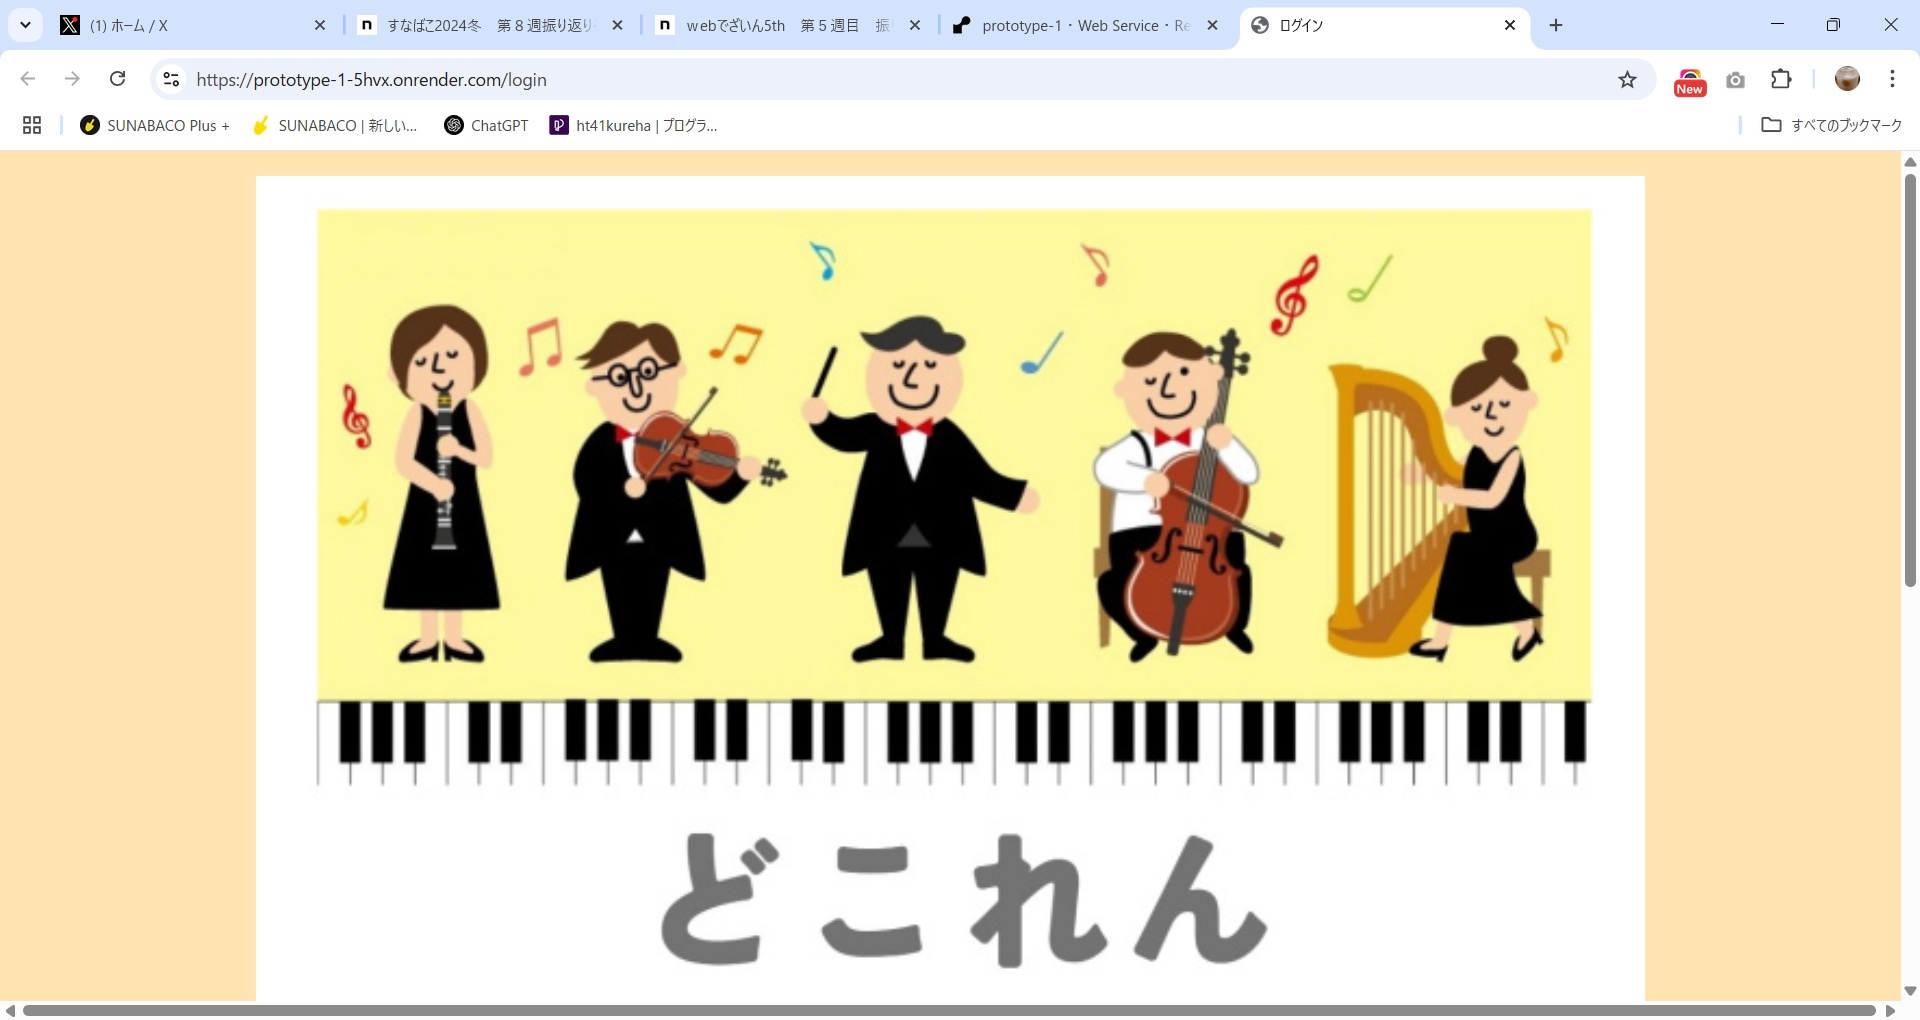 (1) ホーム / X
すなばこ2024冬　第８週振り返り
webでざいん5th　第５週目　振
prototype-1・Web Service・Re
ログイン
https://prototype-1-5hvx.onrender.com/login
New
SUNABACO Plus +
SUNABACO | 新しい...
ChatGPT
ht41kureha | プログラ...
すべてのブックマーク
どこれん